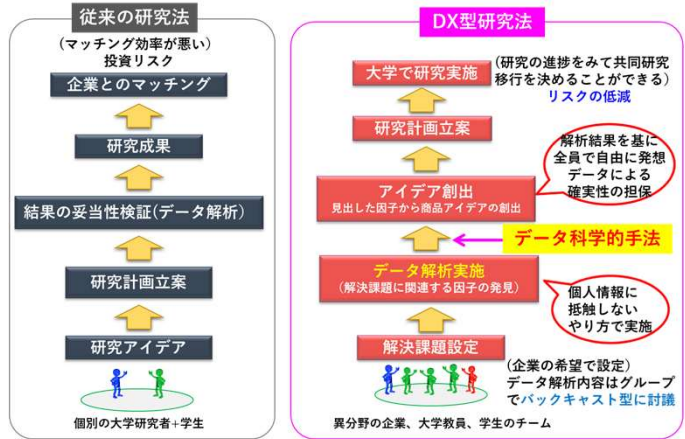 従来の研究法
(マッチング効率が悪い)
投資リスク
企業とのマッチング
研究成果
結果の妥当性検証(データ解析)
研究計画立案
研究アイデア
個別の大学研究者+学生
DX型研究法
大学で研究実施
(研究の進捗をみて共同研究
移行を決めることができる)
リスクの低減
研究計画立案
解析結果を基に
全員で自由に発想
データによる
確実性の担保
アイデア創出
見出した因子から商品アイデアの創出
データ科学的手法
データ解析実施
(解決課題に関連する因子の発見)
個人情報に
抵触しない
やり方で実施
解決課題設定
(企業の希望で設定)
データ解析内容はグループ
でバックキャスト型に討議
異分野の企業、大学教員、学生のチーム